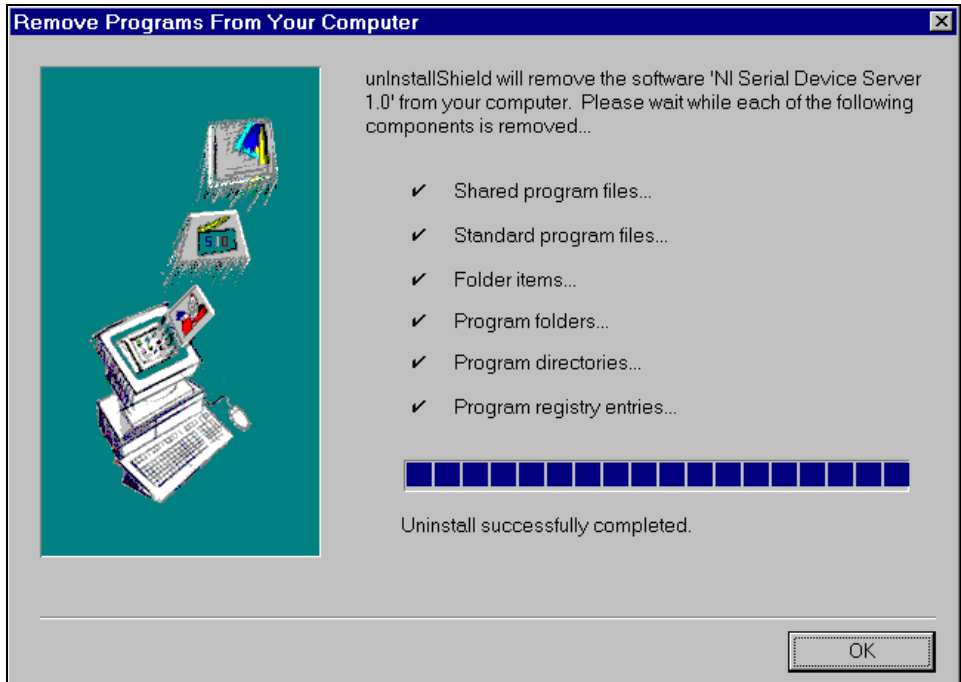 Remove Programs From Your Computer
unInstallShield will remove the software 'NI Serial Device Server
1.0' from your computer. Please wait while each of the following
components is removed...
Shared program files...
Standard program files...
Folder items...
Program folders...
Program directories...
Program registry entries...
Uninstall successfully completed.
OK